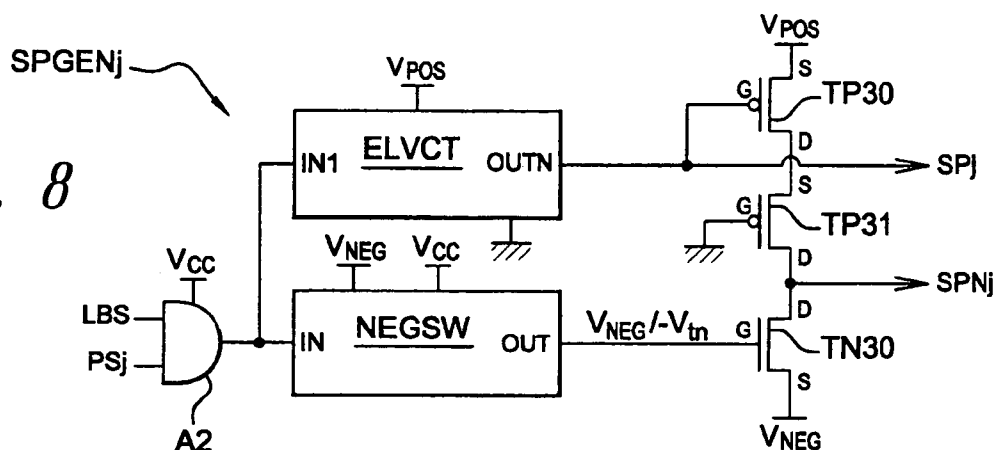 SPGENj
. 8
VPOS
ELVCT
IN1
OUTN
VPOS
S
G
TP30
D
SPj
S
G
TP31
D
SPNj
VCC
LBS
PSj
A2
VNEG
VCC
NEGSW
IN
OUT
VNEG/-Vtn
D
G
TN30
S
VNEG